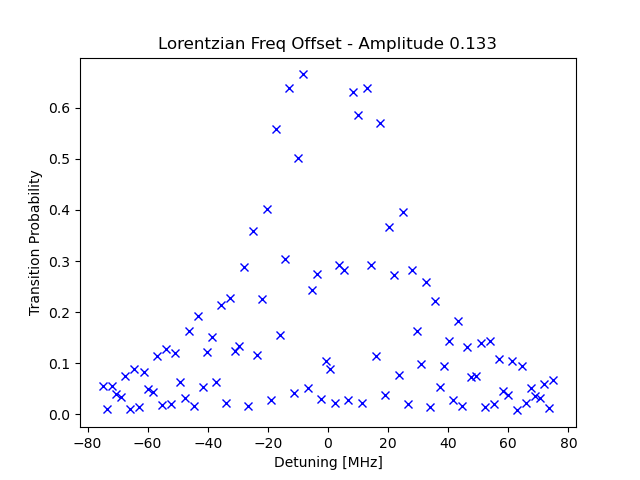 Lorentzian Freq Offset - Amplitude 0.133
Transition Probability
0.6
0.5
0.4
0.3
0.2
0.1
0.0
−80 −60 −40 −20 0 20 40 60 80
Detuning [MHz]